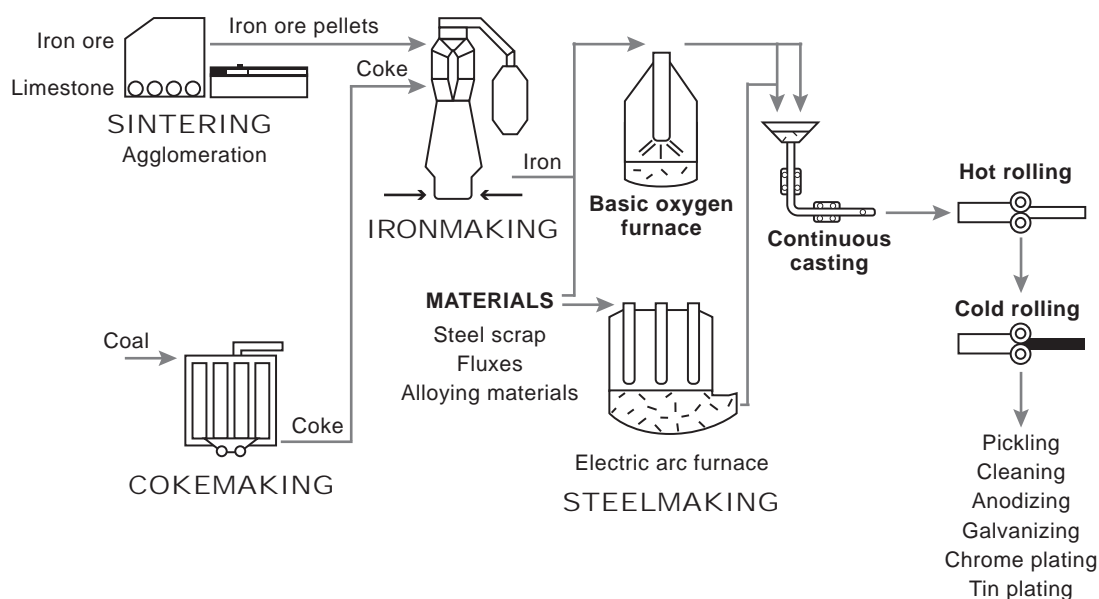 Iron ore
Iron ore pellets
Limestone
Coke
SINTERING
Agglomeration
Iron
IRONMAKING
Basic oxygen
furnace
Continuous
casting
Hot rolling
Cold rolling
MATERIALS
Steel scrap
Fluxes
Alloying materials
Coal
Coke
COKEMAKING
Electric arc furnace
STEELMAKING
Pickling
Cleaning
Anodizing
Galvanizing
Chrome plating
Tin plating